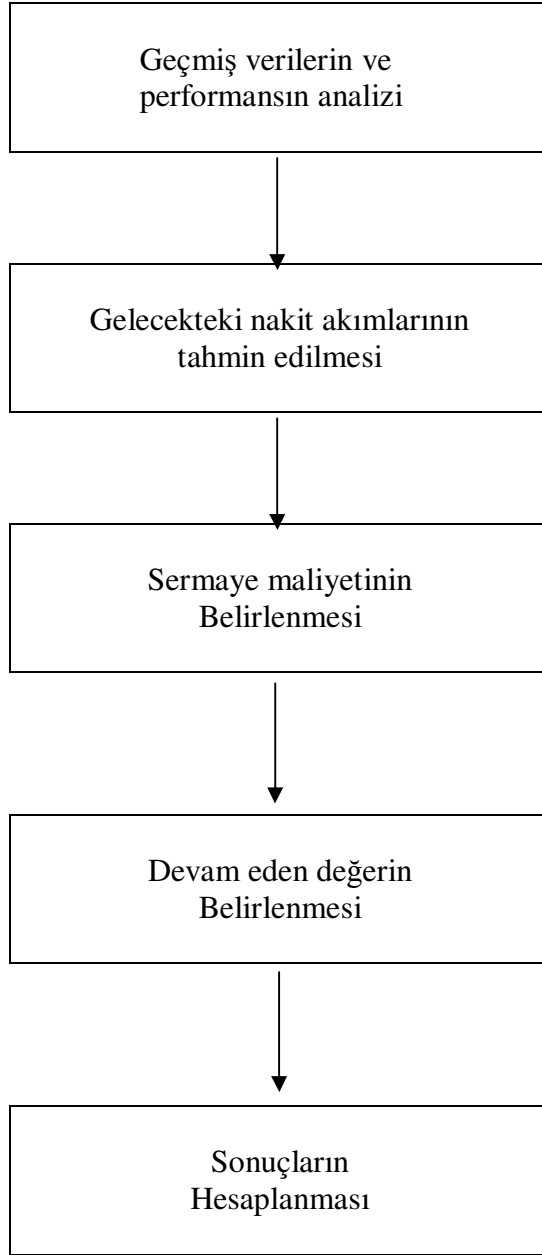 Geçmiş verilerin ve
performansın analizi
Gelecekteki nakit akımlarının
tahmin edilmesi
Sermaye maliyetinin
Belirlenmesi
Devam eden değerin
Belirlenmesi
Sonuçların
Hesaplanması